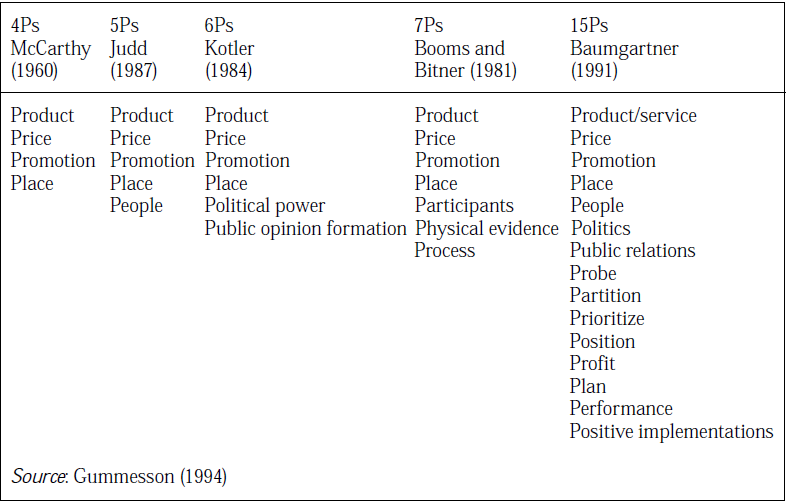 4Ps 5Ps 6Ps 7Ps 15Ps
McCarthy Judd Kotler Booms and Baumgartner
(1960) (1987) (1984) Bitner (1981) (1991)
Product Product Product Product Product/service
Price Price Price Price Price
Promotion Promotion Promotion Promotion Promotion
Place Place Place Place Place
People Political power Participants People
Public opinion formation Physical evidence Politics
Process Public relations
Probe
Partition
Prioritize
Position
Profit
Plan
Performance
Positive implementations
Source: Gummesson (1994)